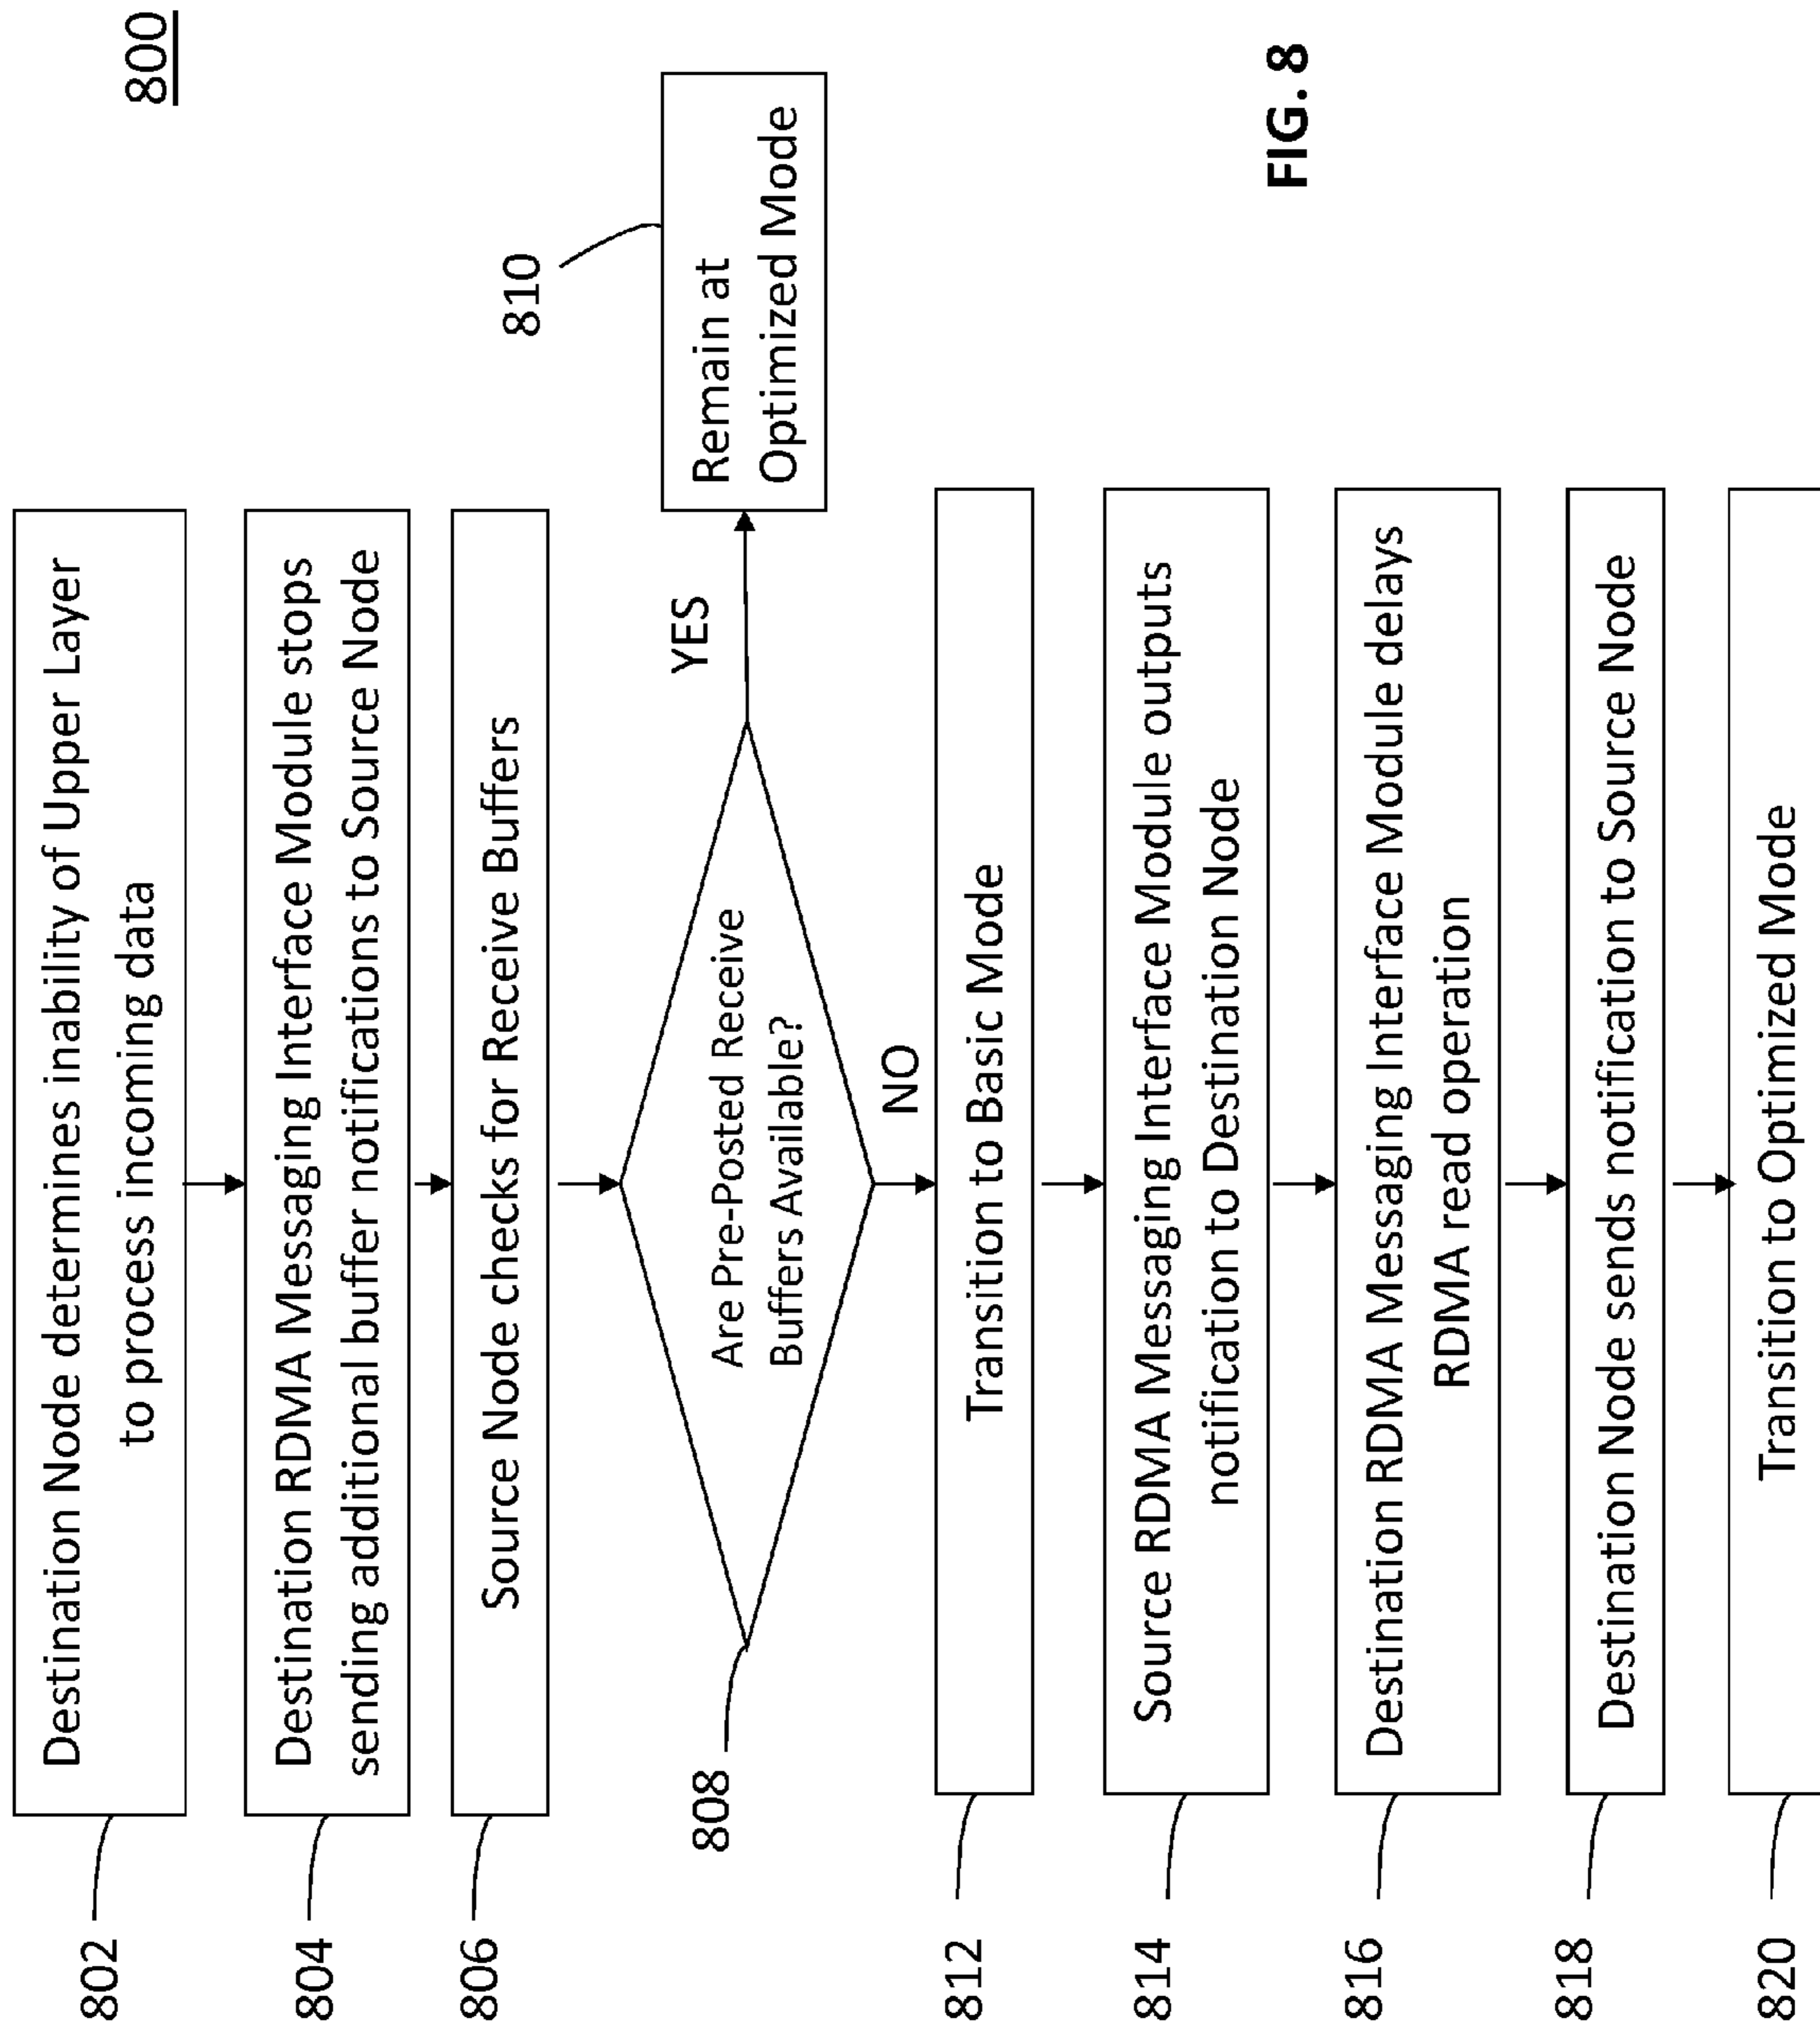 800
802
Destination Node determines inability of Upper Layer
to process incoming data
804
Destination RDMA Messaging Interface Module stops
sending additional buffer notifications to Source Node
806
Source Node checks for Receive Buffers
808
Are Pre-Posted Receive
Buffers Available?
YES
810
Remain at
Optimized Mode
NO
812
Transition to Basic Mode
814
Source RDMA Messaging Interface Module outputs
notification to Destination Node
816
Destination RDMA Messaging Interface Module delays
RDMA read operation
818
Destination Node sends notification to Source Node
820
Transition to Optimized Mode
FIG. 8